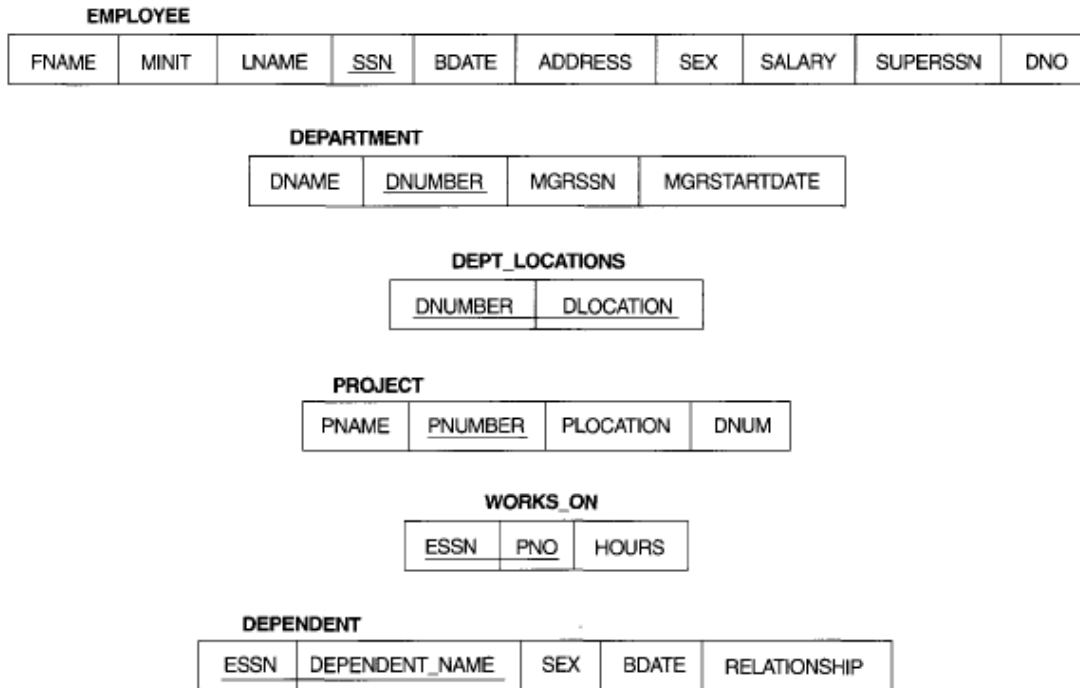 EMPLOYEE
FNAME MINIT LNAME SSN BDATE ADDRESS SEX SALARY SUPERSSN DNO
DEPARTMENT
DNAME DNUMBER MGRSSN MGRSTARTDATE
DEPT_LOCATIONS
DNUMBER DLOCATION
PROJECT
PNAME PNUMBER PLOCATION DNUM
WORKS_ON
ESSN PNO HOURS
DEPENDENT
ESSN DEPENDENT_NAME SEX BDATE RELATIONSHIP